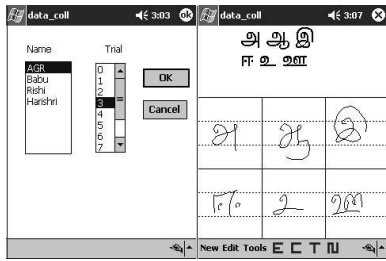 data_coll 3:03 ok
Name Trial
AGR
Babu
Rishi
Harishri
0
1
2
3
4
5
6
7
OK
Cancel
data_coll 3:07
அ ஆ இ
ஈ உ ஊ
அ ஆ இ
ஈ உ ஊ
New Edit Tools